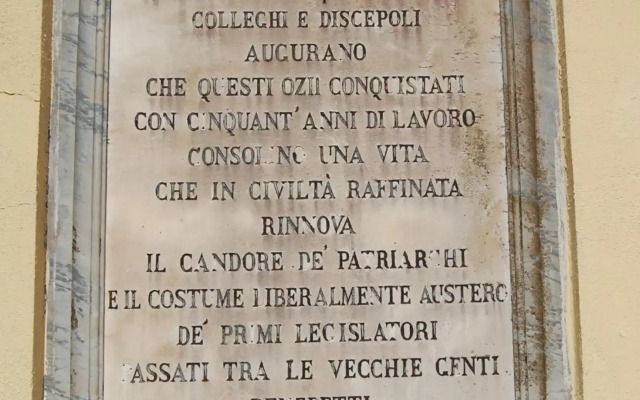 COLLEGHI E DISCEPOLI
AUGURANO
CHE QUESTI OZII CONQUISTATI
CON CINQUANT'ANNI DI LAVORO
CONSOLINO UNA VITA
CHE IN CIVILTÀ RAFFINATA
RINNOVA
IL CANDORE DE' PATRIARCHI
E IL COSTUME LIBERALMENTE AUSTERO
DE' PRIMI LEGISLATORI
PASSATI TRA LE VECCHIE GENTI